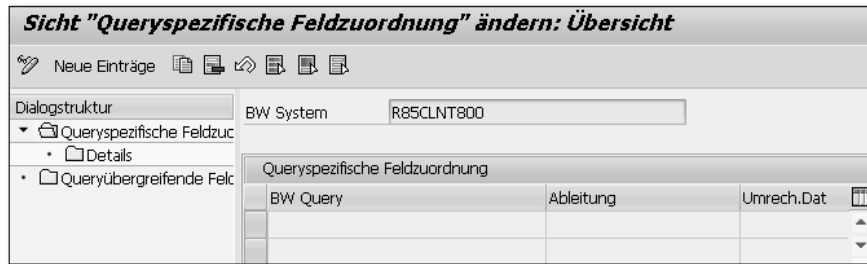 Sicht "Queryspezifische Feldzuordnung" ändern: Übersicht
Neue Einträge
Dialogstruktur
Queryspezifische Feldzuc
Details
Queryübergreifende Feld
BW System R85CLNT800
Queryspezifische Feldzuordnung
BW Query Ableitung Umrech.Dat